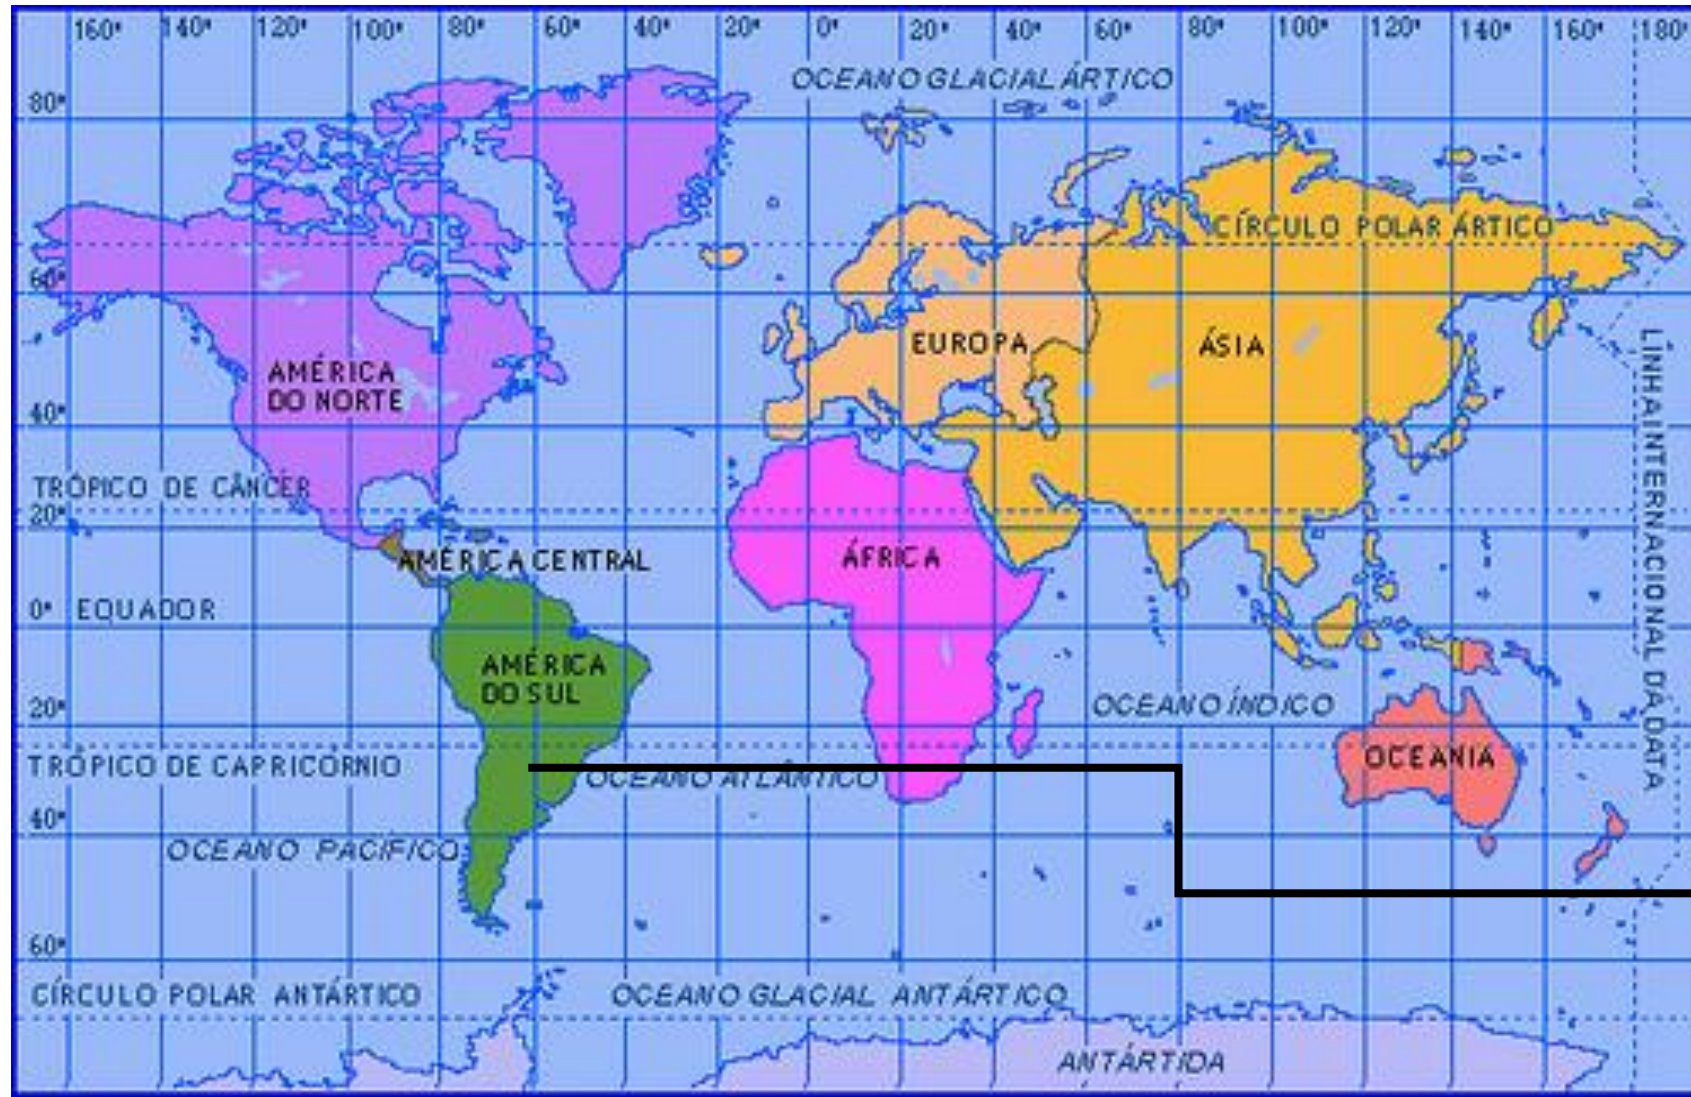 160° 140° 120° 100° 80° 60° 40° 20° 0° 20° 40° 60° 80° 100° 120° 140° 160° 180°
OCEANO GLACIAL ÁRTICO
80°
CÍRCULO POLAR ÁRTICO
60°
EUROPA
ÁSIA
AMÉRICA
DO NORTE
40°
LINHA INTERNACIONAL DA DATA
TRÓPICO DE CÂNCER
20°
AMÉRICA CENTRAL
ÁFRICA
0° EQUADOR
AMÉRICA
DO SUL
20°
OCEANO ÍNDICO
TRÓPICO DE CAPRICÓRNIO
OCEANO ATLÂNTICO
OCEANIA
40°
OCEANO PACÍFICO
60°
CÍRCULO POLAR ANTÁRTICO
OCEANO GLACIAL ANTÁRTICO
ANTÁRTIDA